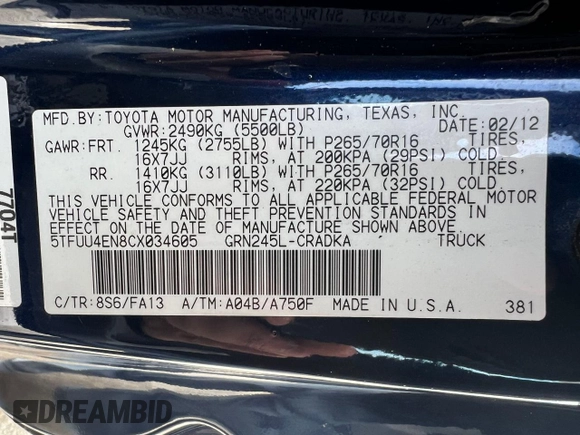 MFD.BY:TOYOTA MOTOR MANUFACTURING, TEXAS, INC.
GVWR:2490KG (5500LB) DATE:02/12
GAWR:FRT. 1245KG (2755LB) WITH P265/70R16 TIRES,
16X7JJ RIMS, AT 200KPA (29PSI) COLD
RR. 1410KG (3110LB) WITH P265/70R16 TIRES,
16X7JJ RIMS, AT 220KPA (32PSI) COLD
THIS VEHICLE CONFORMS TO ALL APPLICABLE FEDERAL MOTOR
VEHICLE SAFETY AND THEFT PREVENTION STANDARDS IN
EFFECT ON DATE OF MANUFACTURE SHOWN ABOVE.
5TFUU4EN8CX034605 GRN245L-CRADKA TRUCK
C/TR:8S6/FA13 A/TM:A04B/A750F MADE IN U.S.A. 381
7704T
DREAMBID